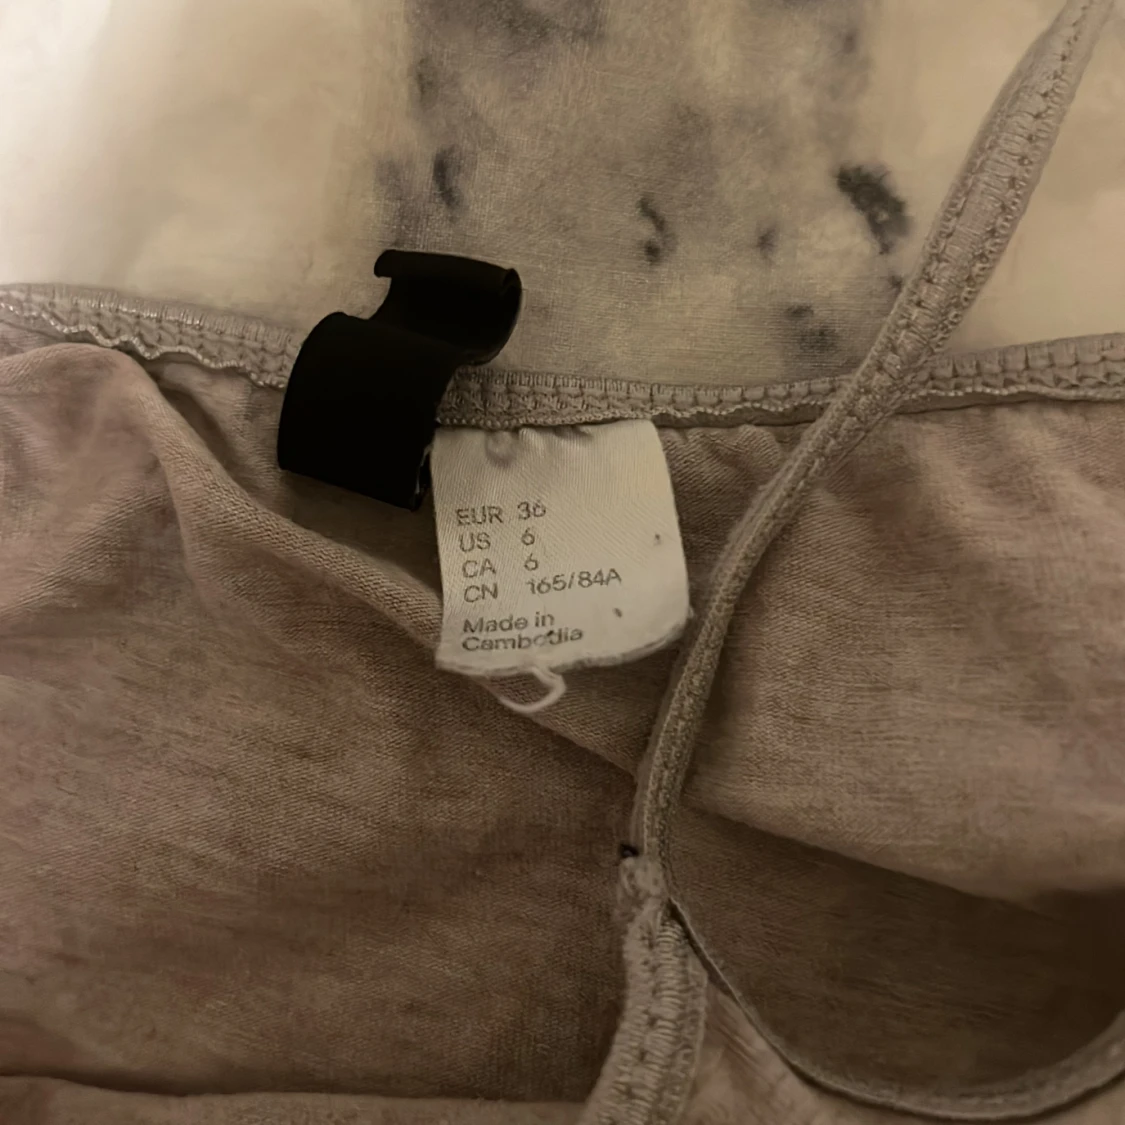 EUR 36
US 6
CA 6
CN 165/84A
Made in
Cambodia